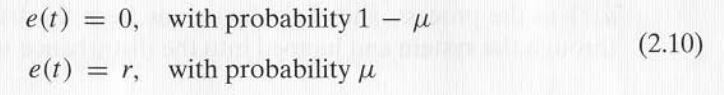 e(t) = 0, with probability 1 − μ
(2.10)
e(t) = r, with probability μ